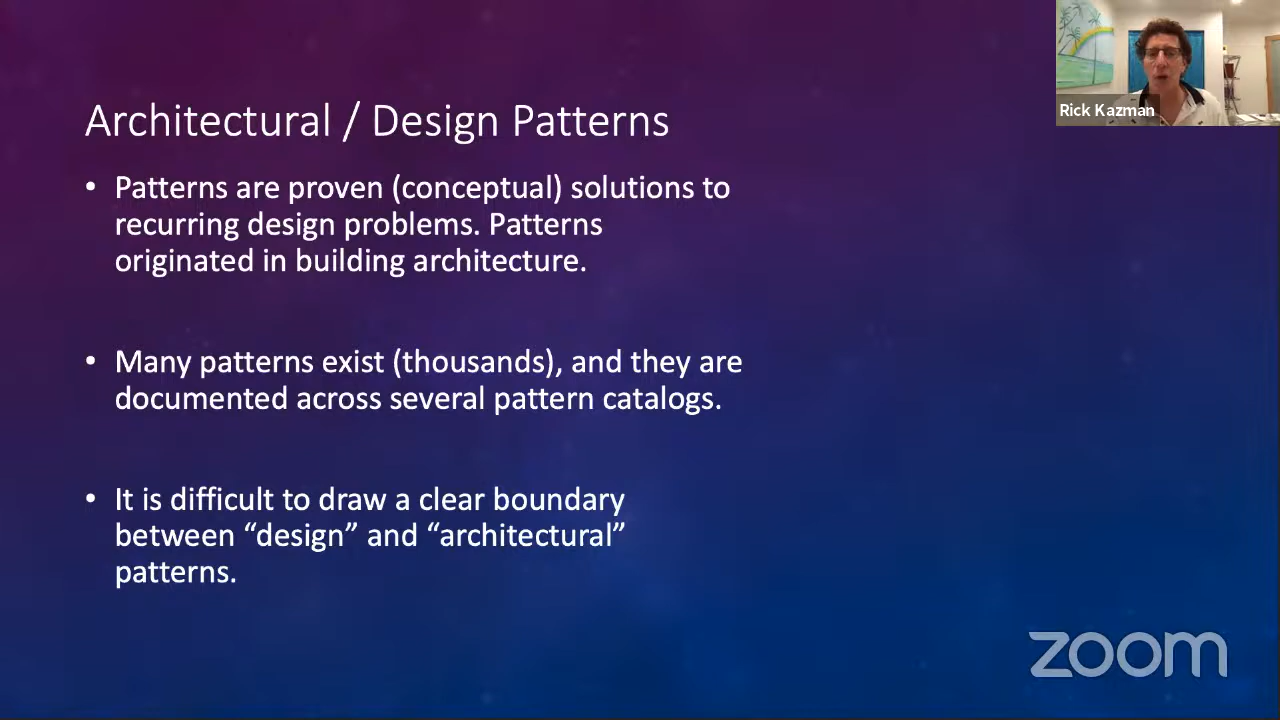 Architectural / Design Patterns
• Patterns are proven (conceptual) solutions to
recurring design problems. Patterns
originated in building architecture.
• Many patterns exist (thousands), and they are
documented across several pattern catalogs.
• It is difficult to draw a clear boundary
between “design” and “architectural”
patterns.
Rick Kazman
zoom